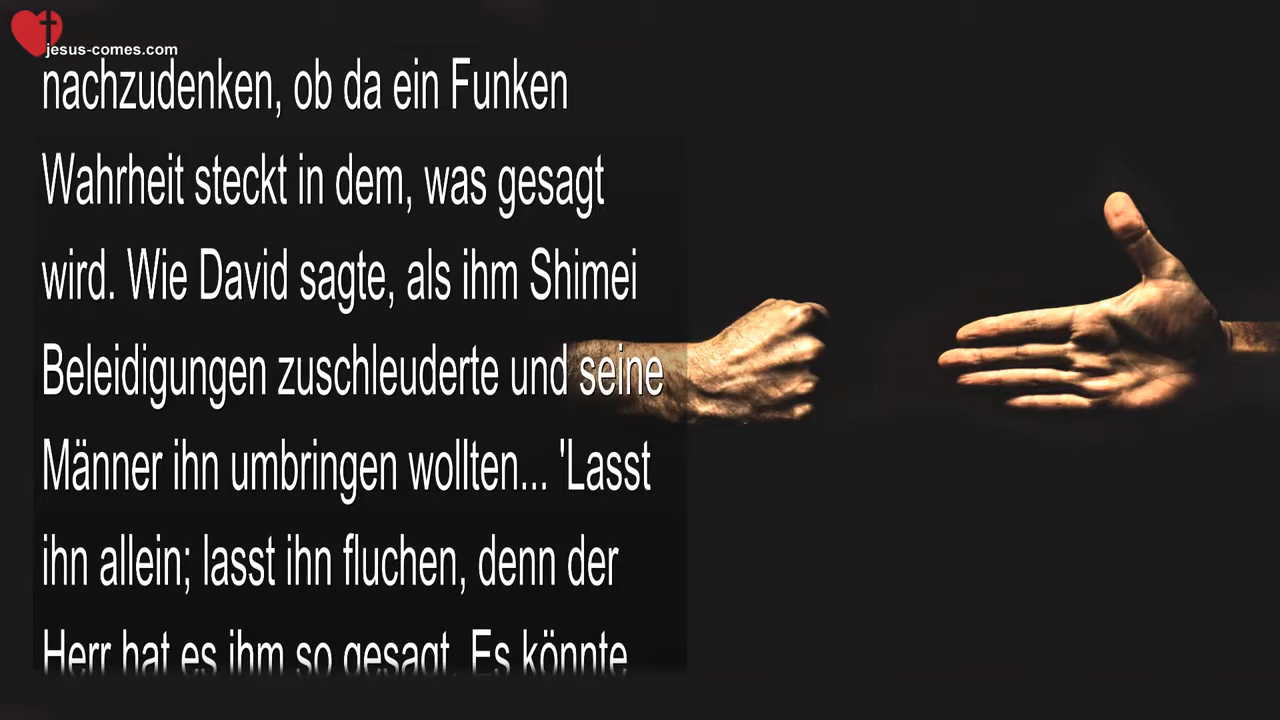 jesus-comes.com
nachzudenken, ob da ein Funken
Wahrheit steckt in dem, was gesagt
wird. Wie David sagte, als ihm Shimei
Beleidigungen zuschleuderte und seine
Männer ihn umbringen wollten... 'Lasst
ihn allein; lasst ihn fluchen, denn der
Herr hat es ihm so gesagt. Es könnte